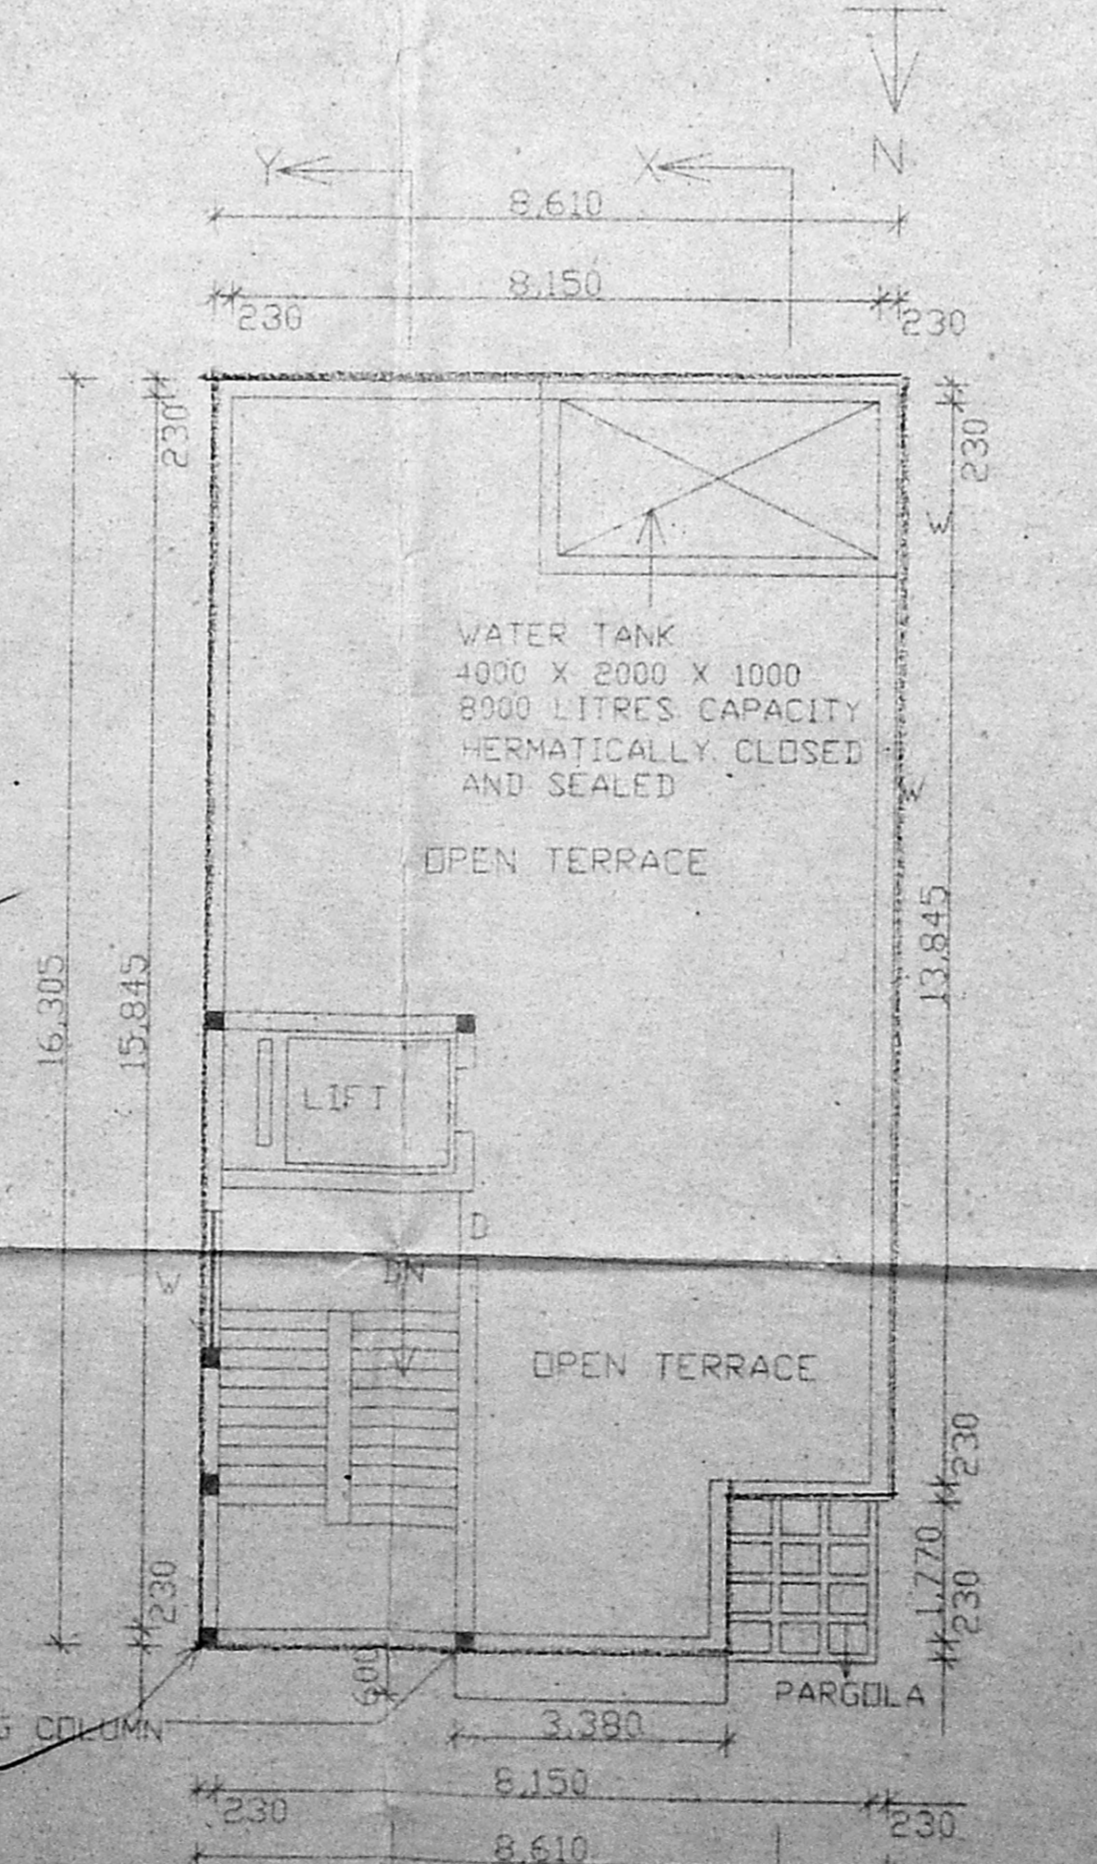 N
Y X
8.610
8.150
230 230
230 230
W
WATER TANK
4000 X 2000 X 1000
8000 LITRES CAPACITY
HERMATICALLY CLOSED
AND SEALED
W
OPEN TERRACE
16.305 15.845 13.845
LIFT
D
W DN
OPEN TERRACE
230
1.770
230 230
600
PARGOLA
COLUMN
3.380
8.150
230 230
8.610